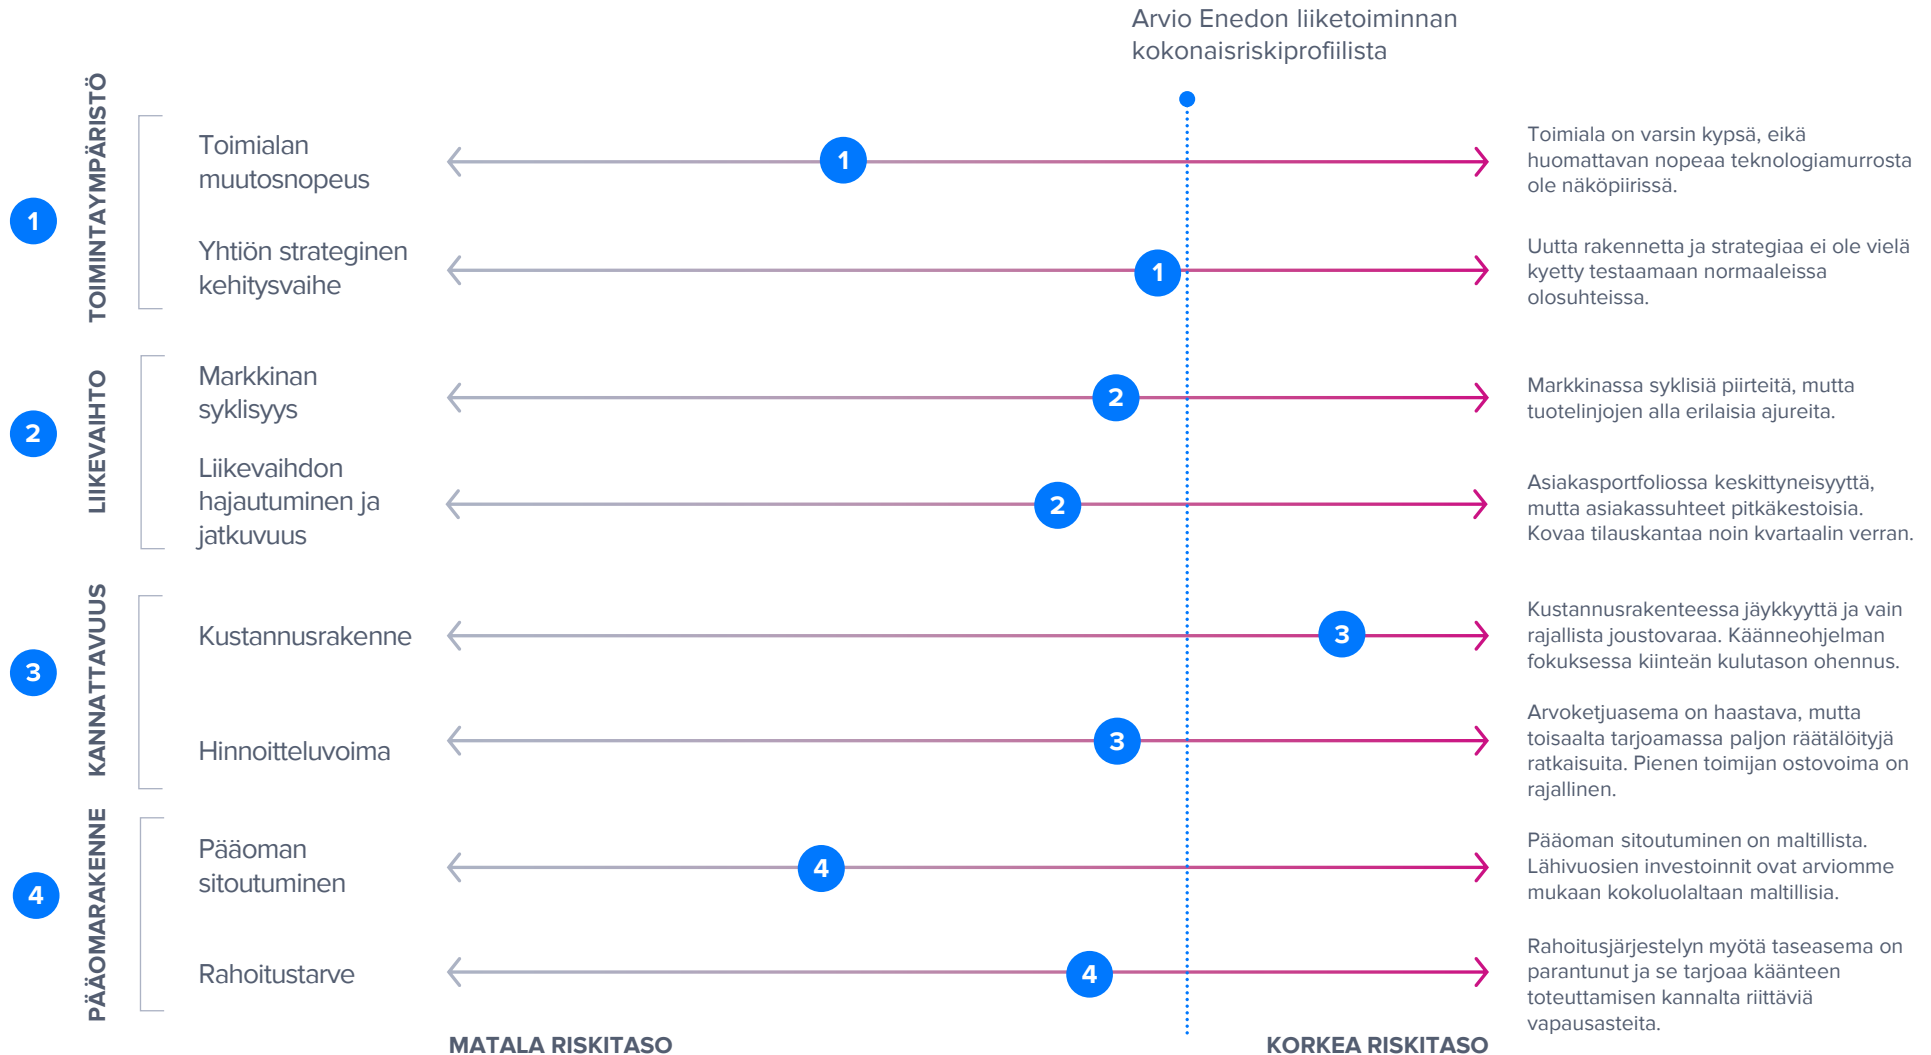 Arvio Enedon liiketoiminnan
kokonaisriskiprofiilista
1
TOIMINTAYMPÄRISTÖ
Toimialan
muutosnopeus
1
Toimiala on varsin kypsä, eikä
huomattavan nopeaa teknologiamurrosta
ole näköpiirissä.
Yhtiön strateginen
kehitysvaihe
1
Uutta rakennetta ja strategiaa ei ole vielä
kyetty testaamaan normaaleissa
olosuhteissa.
2
LIIKEVAIHTO
Markkinan
syklisyys
2
Markkinassa syklisiä piirteitä, mutta
tuotelinjojen alla erilaisia ajureita.
Liikevaihdon
hajautuminen ja
jatkuvuus
2
Asiakasportfoliossa keskittyneisyyttä,
mutta asiakassuhteet pitkäkestoisia.
Kovaa tilauskantaa noin kvartaalin verran.
3
KANNATTAVUUS
Kustannusrakenne
3
Kustannusrakenteessa jäykkyyttä ja vain
rajallista joustovaraa. Käänneohjelman
fokuksessa kiinteän kulutason ohennus.
Hinnoitteluvoima
3
Arvoketjuasema on haastava, mutta
toisaalta tarjoamassa paljon räätälöityjä
ratkaisuita. Pienen toimijan ostovoima on
rajallinen.
4
PÄÄOMARAKENNE
Pääoman
sitoutuminen
4
Pääoman sitoutuminen on maltillista.
Lähivuosien investoinnit ovat arviomme
mukaan kokoluolaltaan maltillisia.
Rahoitustarve
4
Rahoitusjärjestelyn myötä taseasema on
parantunut ja se tarjoaa käänteen
toteuttamisen kannalta riittäviä
vapausasteita.
MATALA RISKITASO
KORKEA RISKITASO